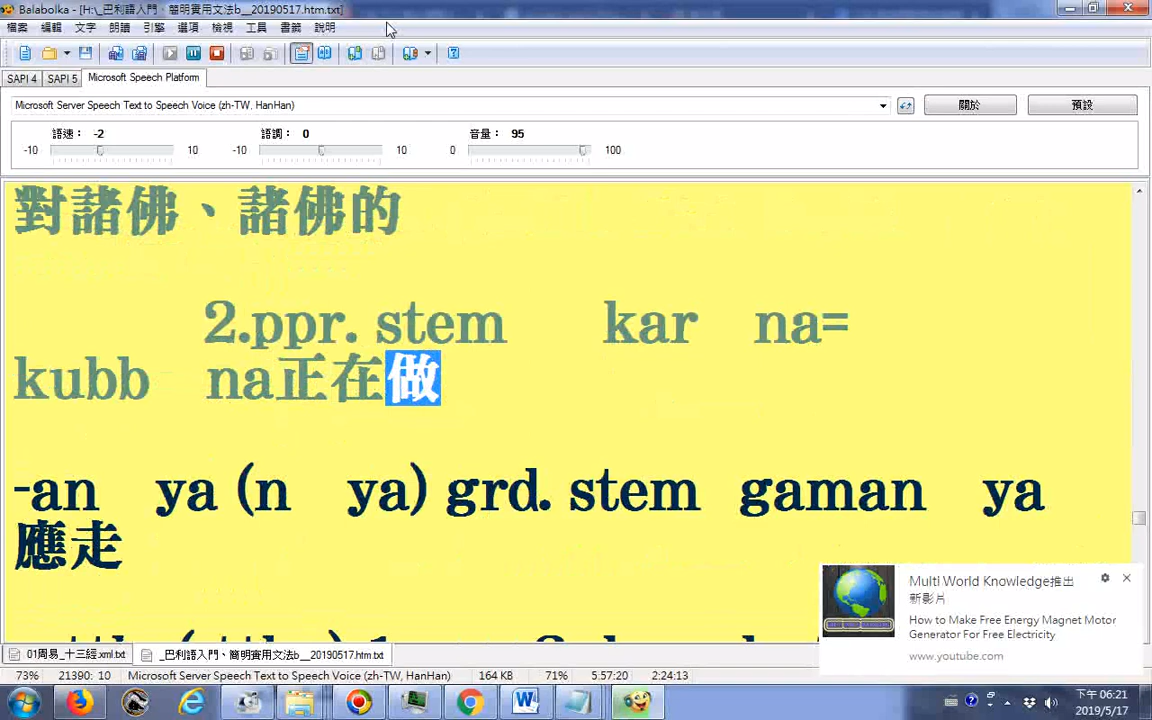 Balabolka - [H:\_巴利語入門、簡明實用文法b__20190517.htm.txt]
檔案 編輯 文字 朗讀 引擎 選項 檢視 工具 書籤 說明
SAPI 4 SAPI 5 Microsoft Speech Platform
Microsoft Server Speech Text to Speech Voice (zh-TW, HanHan) 關於 預設
語速： -2 語調： 0 音量： 95
-10 10 -10 10 0 100
對諸佛、諸佛的
2.ppr. stem kar na=
kubb na正在做
-an ya (n ya) grd. stem gaman ya
應走
Multi World Knowledge推出
新影片
How to Make Free Energy Magnet Motor
Generator For Free Electricity
www.youtube.com
01周易_十三經.xml.txt _巴利語入門、簡明實用文法b__20190517.htm.txt
73% 21390: 10 Microsoft Server Speech Text to Speech Voice (zh-TW, HanHan) 164 KB 71% 5:57:20 2:24:13
下午 06:21
2019/5/17